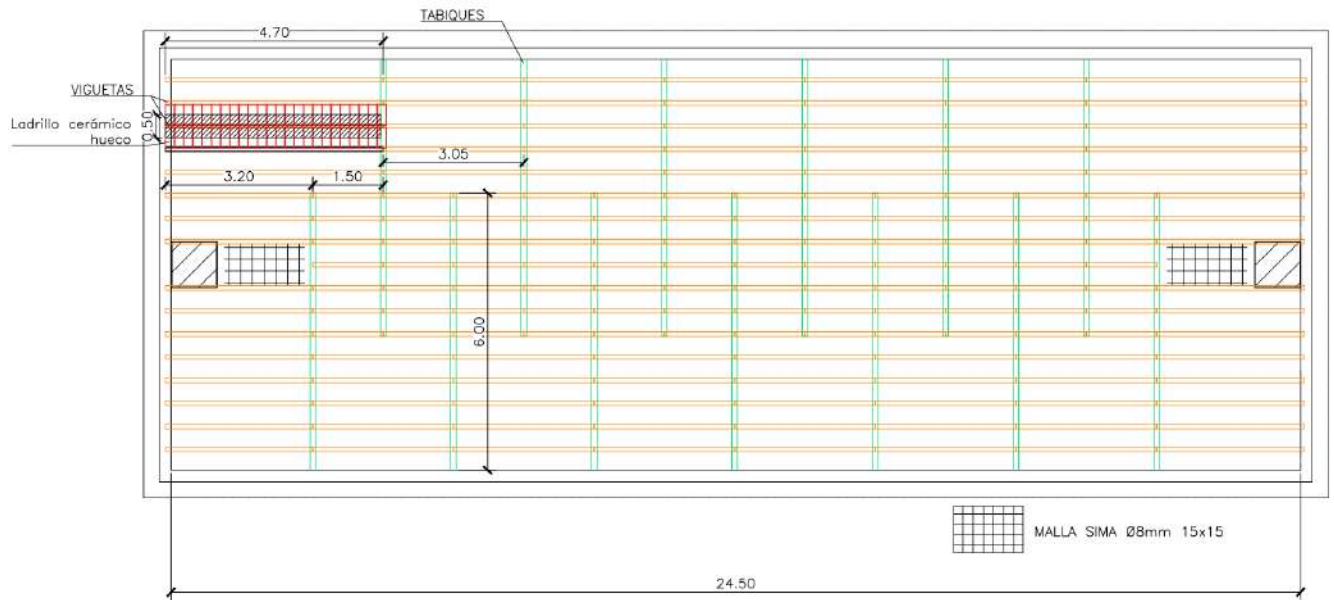 TABIQUES
4.70
VIGUETAS
Ladrillo cerámico
hueco
0.50
3.05
3.20
1.50
6.00
MALLA SIMA Ø8mm 15x15
24.50